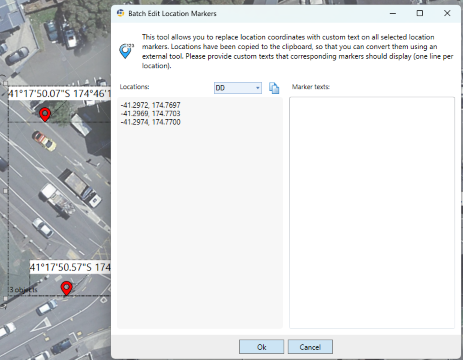 Batch Edit Location Markers
This tool allows you to replace location coordinates with custom text on all selected location
markers. Locations have been copied to the clipboard, so that you can convert them using an
external tool. Please provide custom texts that corresponding markers should display (one line per
location).
Locations:
DD
Marker texts:
-41.2972, 174.7697
-41.2969, 174.7703
-41.2974, 174.7700
41°17'50.07"S 174°46'1
41°17'50.57"S 174
3 objects
Ok
Cancel